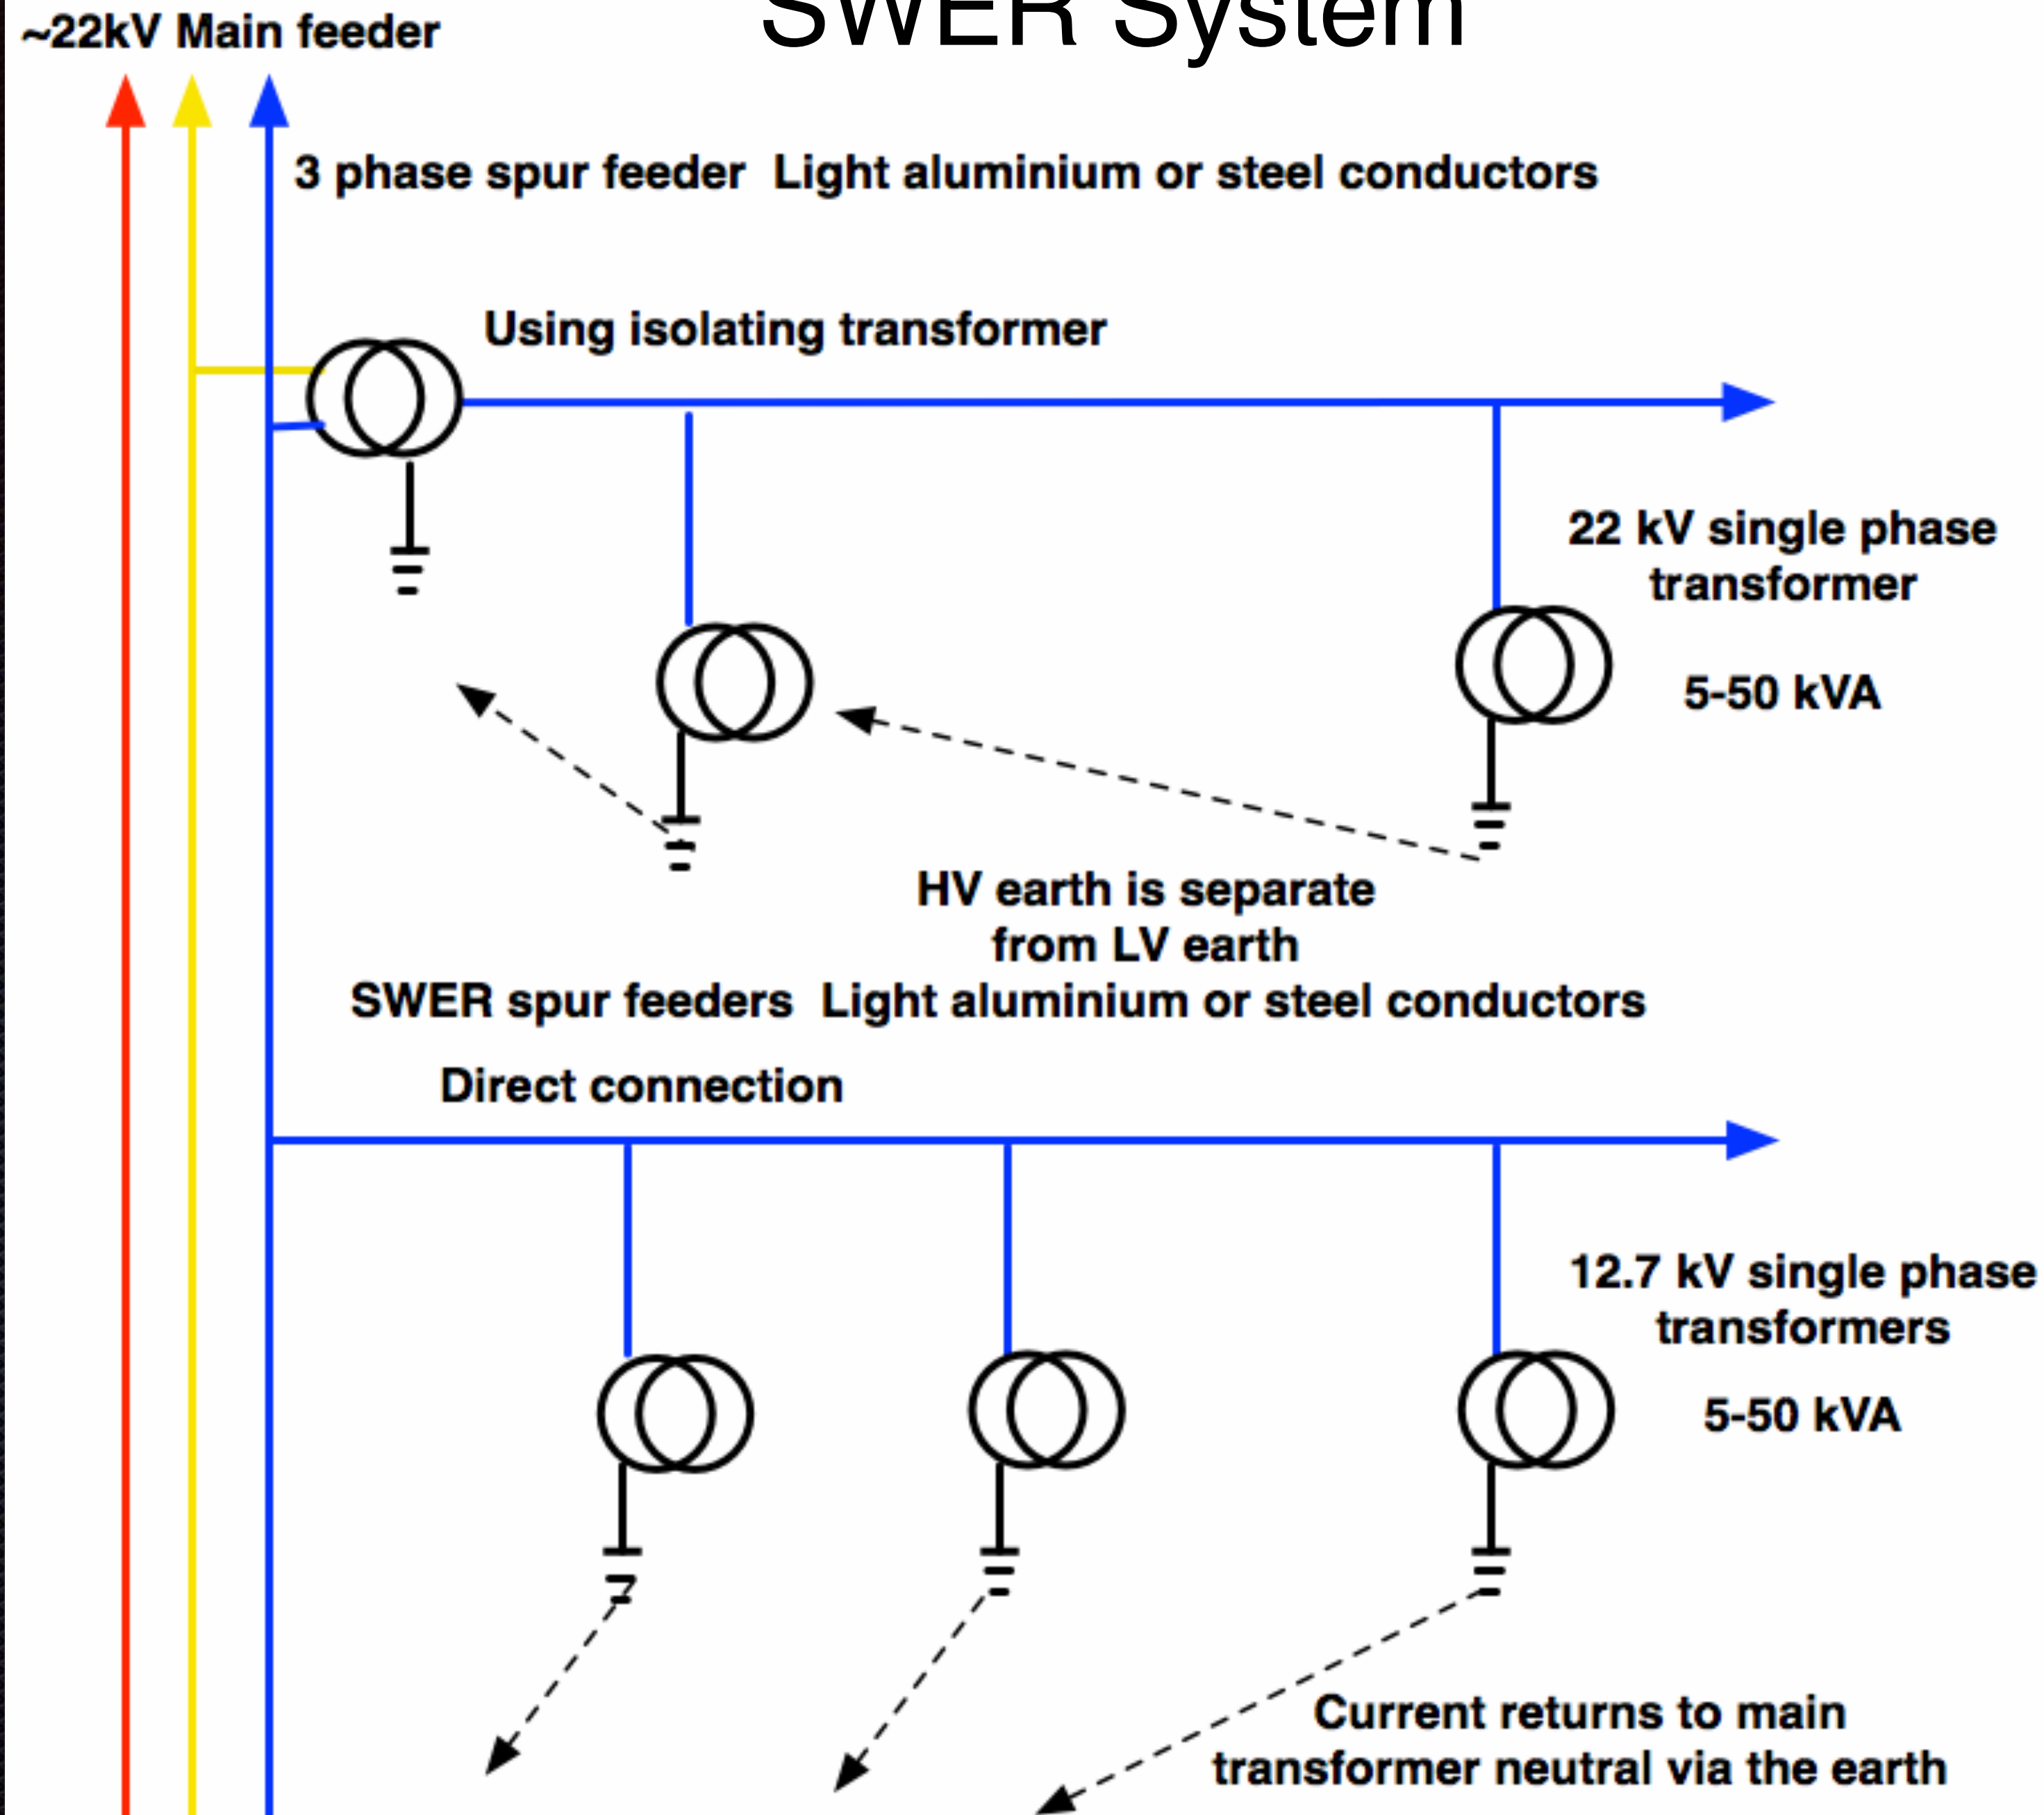 SWER System
~22kV Main feeder
3 phase spur feeder  Light aluminium or steel conductors
Using isolating transformer
22 kV single phase
transformer
5-50 kVA
HV earth is separate
from LV earth
SWER spur feeders  Light aluminium or steel conductors
Direct connection
12.7 kV single phase
transformers
5-50 kVA
Current returns to main
transformer neutral via the earth